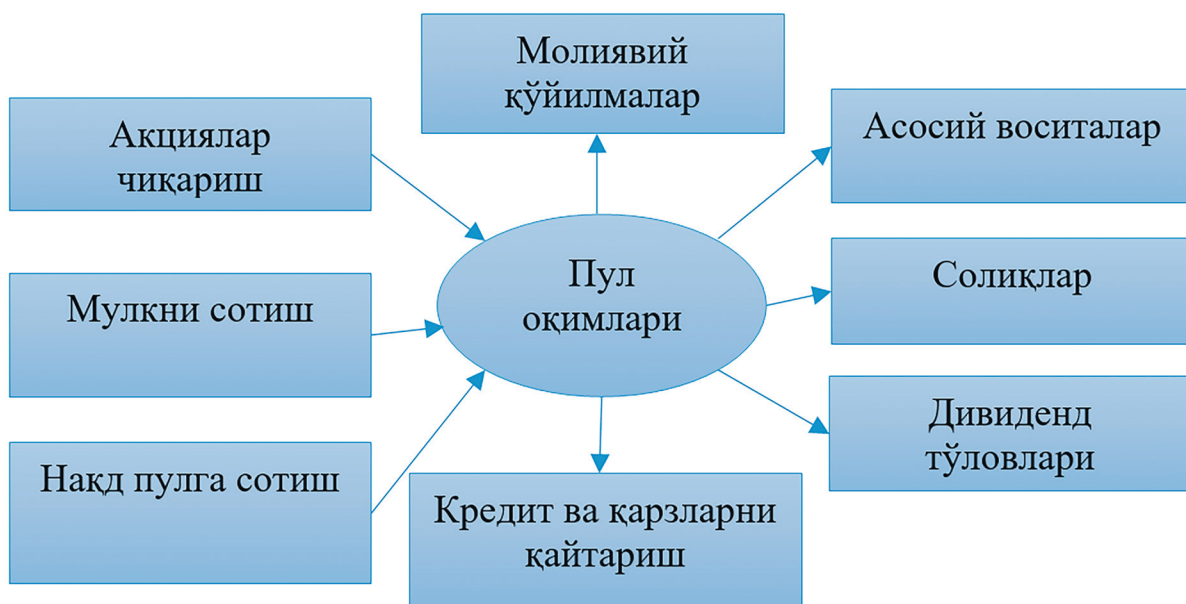 Молиявий
қўйилмалар
Акциялар
чиқариш
Асосий воситалар
Мулкни сотиш
Пул
оқимлари
Солиқлар
Нақд пулга сотиш
Кредит ва қарзларни
қайтариш
Дивиденд
тўловлари